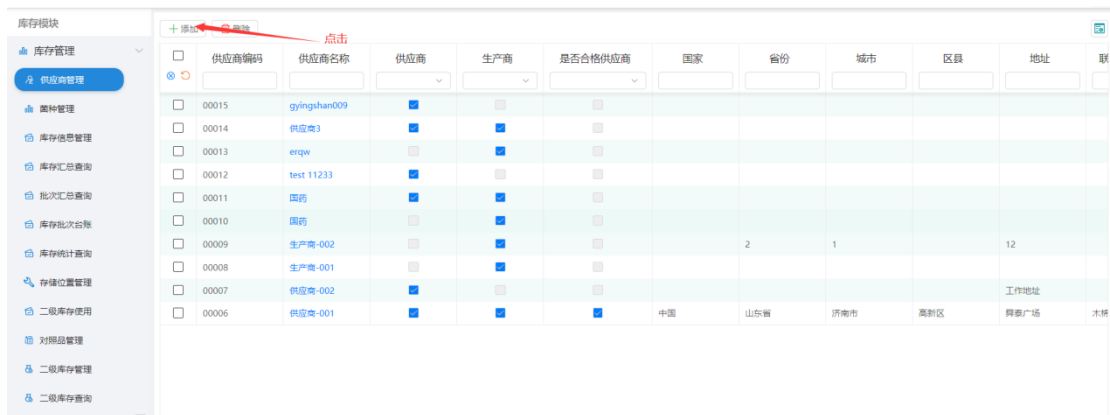 库存模块
库存管理
供应商管理
菌种管理
库存信息管理
库存汇总查询
批次汇总查询
库存批次台账
库存统计查询
存储位置管理
二级库存使用
对照品管理
二级库存管理
二级库存查询
添加 删除
点击
供应商编码 供应商名称 供应商 生产商 是否合格供应商 国家 省份 城市 区县 地址 联
00015 gyingshan009
00014 供应商3
00013 erqw
00012 test 11233
00011 国药
00010 国药
00009 生产商-002 2 1 12
00008 生产商-001
00007 供应商-002 工作地址
00006 供应商-001 中国 山东省 济南市 高新区 舜泰广场